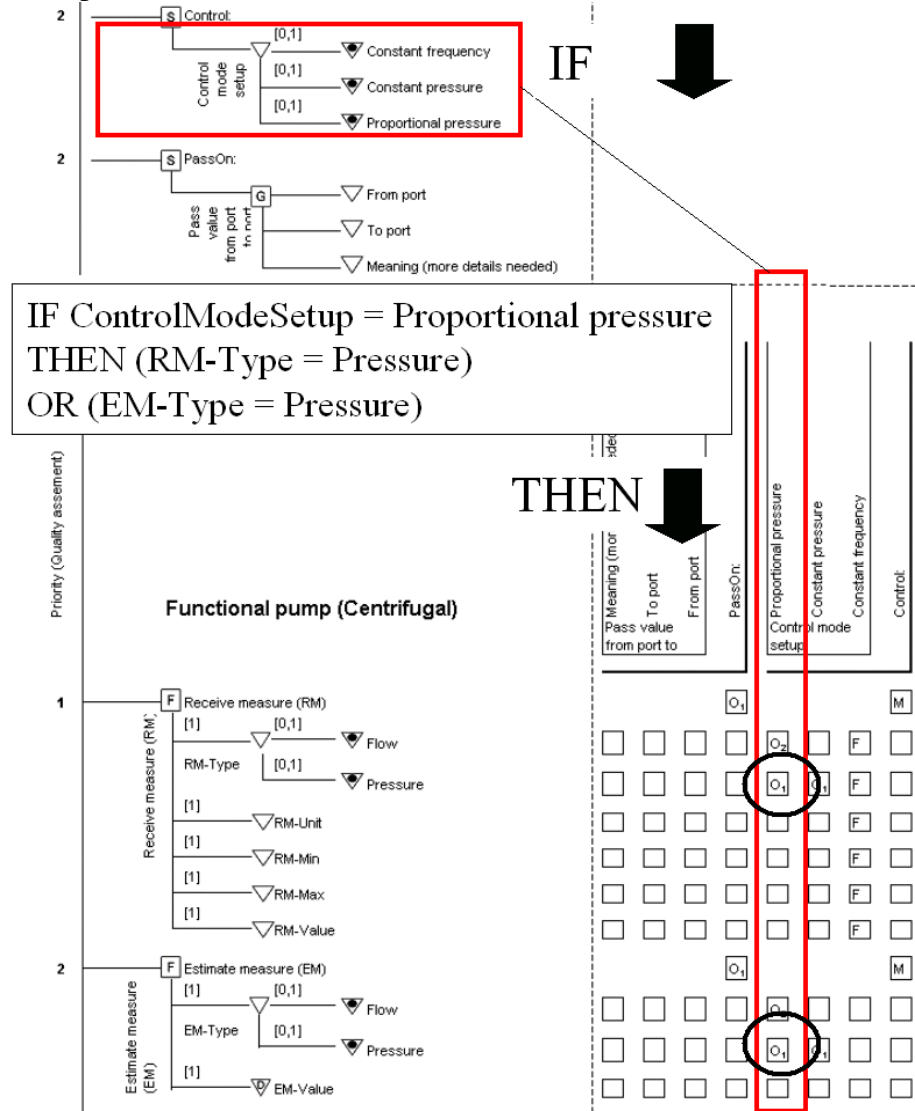 2
S Control:
[0,1]
Constant frequency
IF
Control
mode
setup
[0,1]
Constant pressure
[0,1]
Proportional pressure
2
S PassOn:
G
From port
Pass
value
from port
to port
To port
Meaning (more details needed)
IF ControlModeSetup = Proportional pressure
THEN (RM-Type = Pressure)
OR (EM-Type = Pressure)
Priority (Quality assement)
THEN
Functional pump (Centrifugal)
Meaning (mor
To port
From port
Pass value
from port to
PassOn:
Proportional pressure
Constant pressure
Constant frequency
Control mode
setup
Control:
1
F Receive measure (RM)
O1
M
Receive measure (RM)
[1]
[0,1]
Flow
O2
F
RM-Type
[0,1]
Pressure
O1
O1
F
[1]
RM-Unit
F
[1]
RM-Min
F
[1]
RM-Max
F
[1]
RM-Value
F
2
F Estimate measure (EM)
O1
M
Estimate measure
(EM)
[1]
[0,1]
Flow
EM-Type
[0,1]
Pressure
O1
O1
[1]
D EM-Value